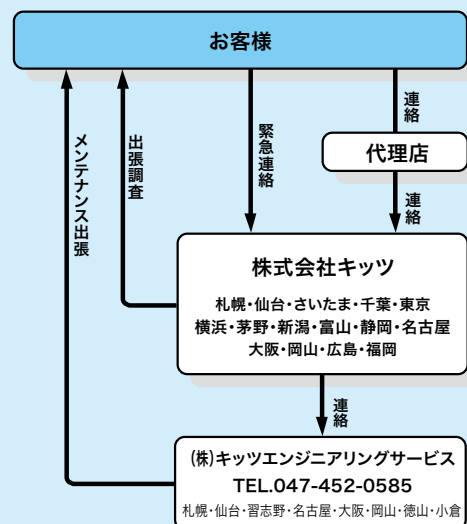 お客様
連絡
代理店
連絡
緊急連絡
出張調査
メンテナンス出張
株式会社キッツ
札幌・仙台・さいたま・千葉・東京
横浜・茅野・新潟・富山・静岡・名古屋
大阪・岡山・広島・福岡
連絡
(株)キッツエンジニアリングサービス
TEL.047-452-0585
札幌・仙台・習志野・名古屋・大阪・岡山・徳山・小倉